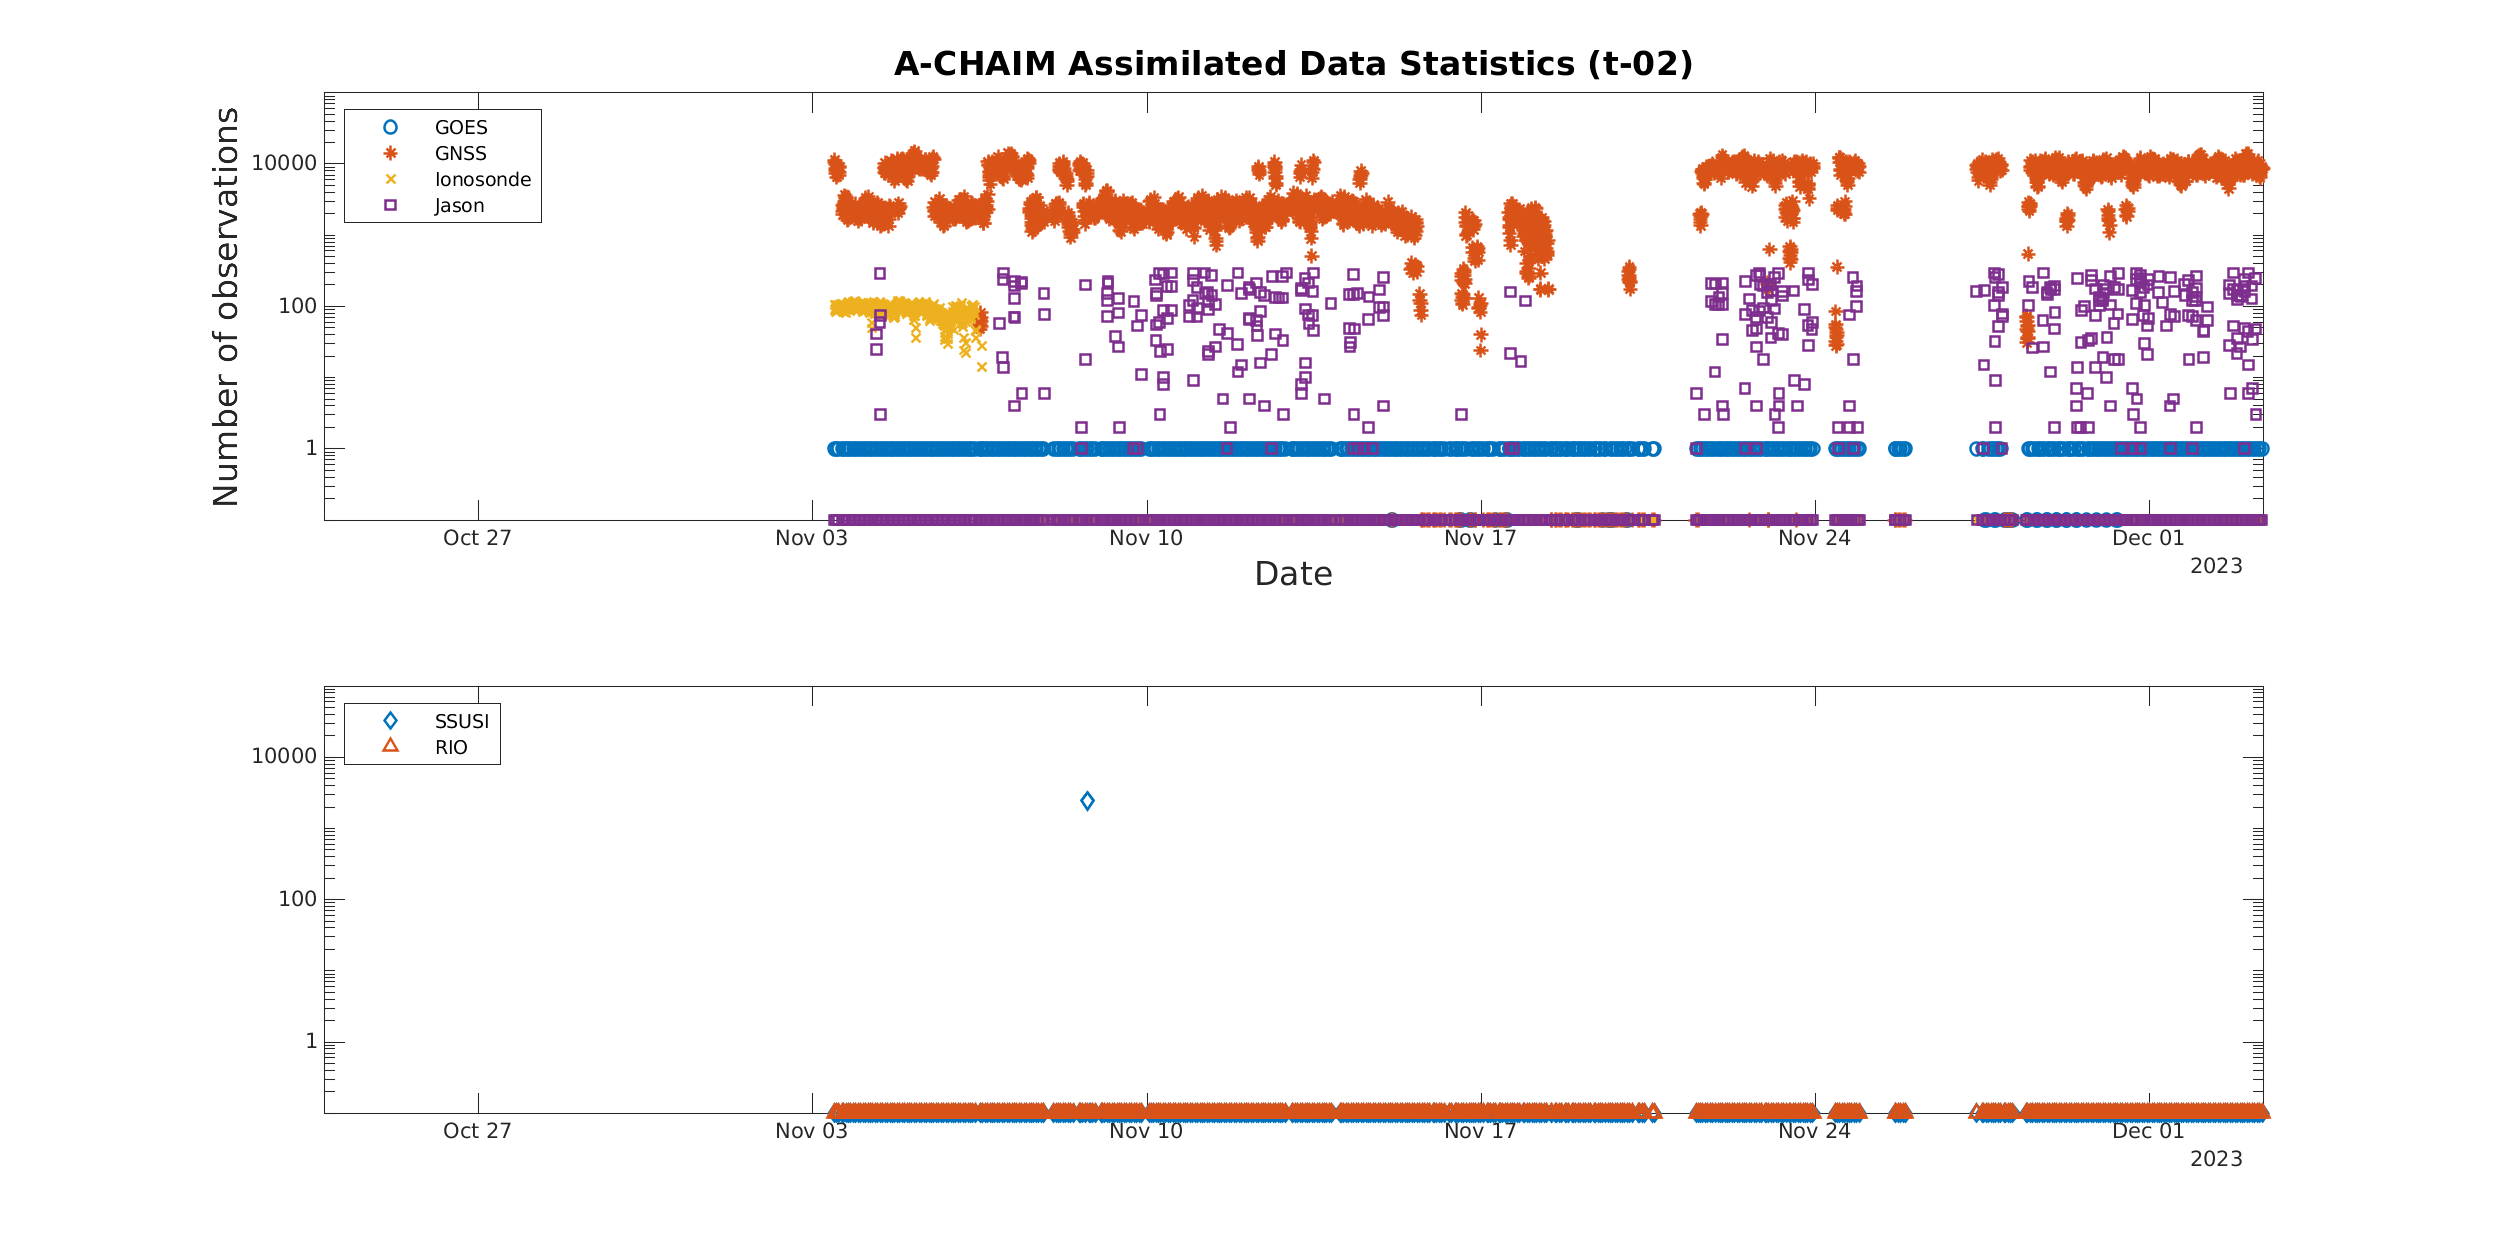 A-CHAIM Assimilated Data Statistics (t-02)
Number of observations
GOES
GNSS
Ionosonde
Jason
10000
100
1
Oct 27
Nov 03
Nov 10
Nov 17
Nov 24
Dec 01
2023
Date
SSUSI
RIO
10000
100
1
Oct 27
Nov 03
Nov 10
Nov 17
Nov 24
Dec 01
2023